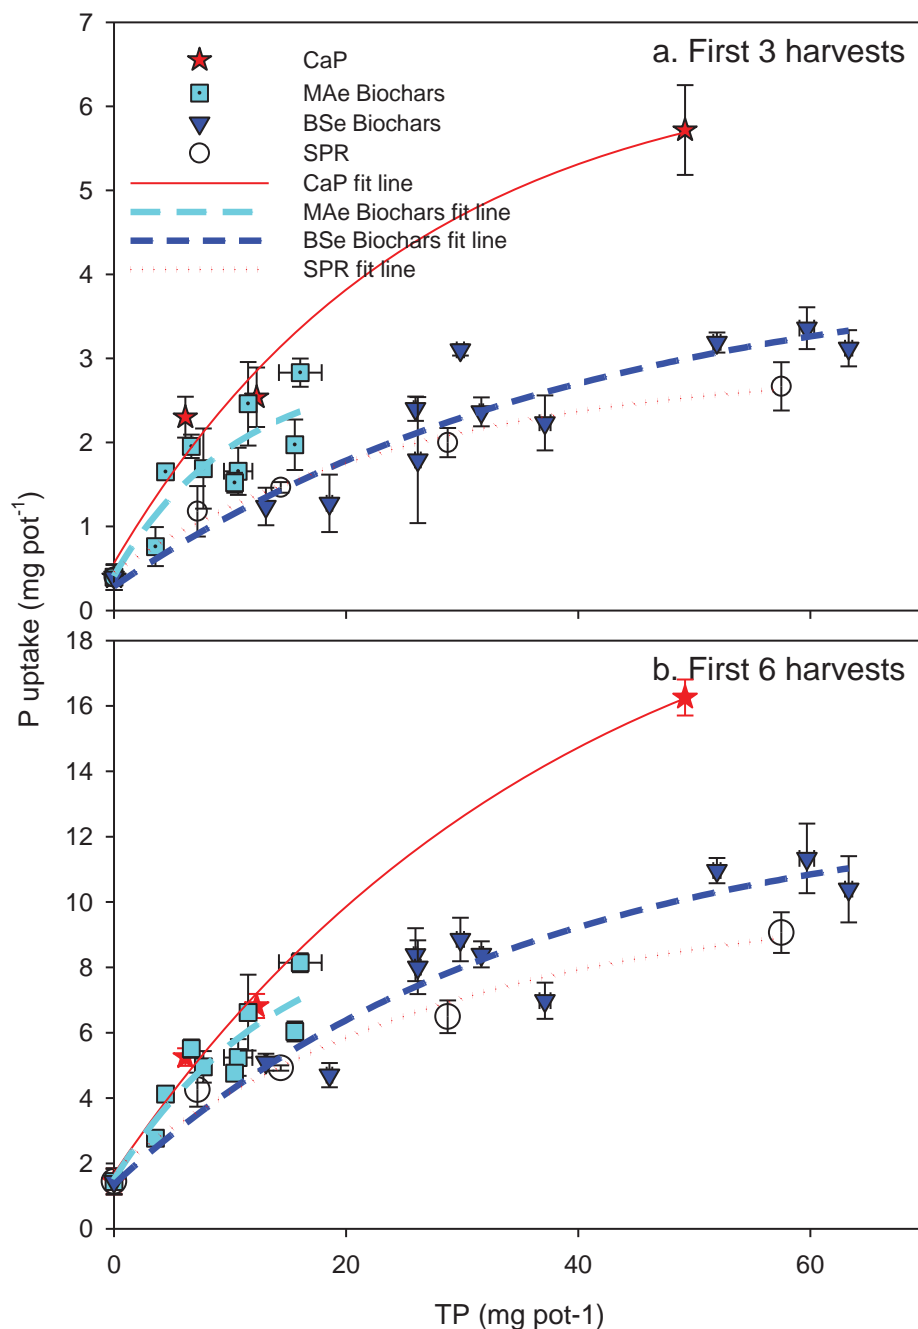 7
a. First 3 harvests
CaP
6
MAe Biochars
BSe Biochars
SPR
5
CaP fit line
MAe Biochars fit line
BSe Biochars fit line
4
SPR fit line
3
2
1
0
P uptake (mg pot-1)
18
b. First 6 harvests
16
14
12
10
8
6
4
2
0
0
20
40
60
TP (mg pot-1)